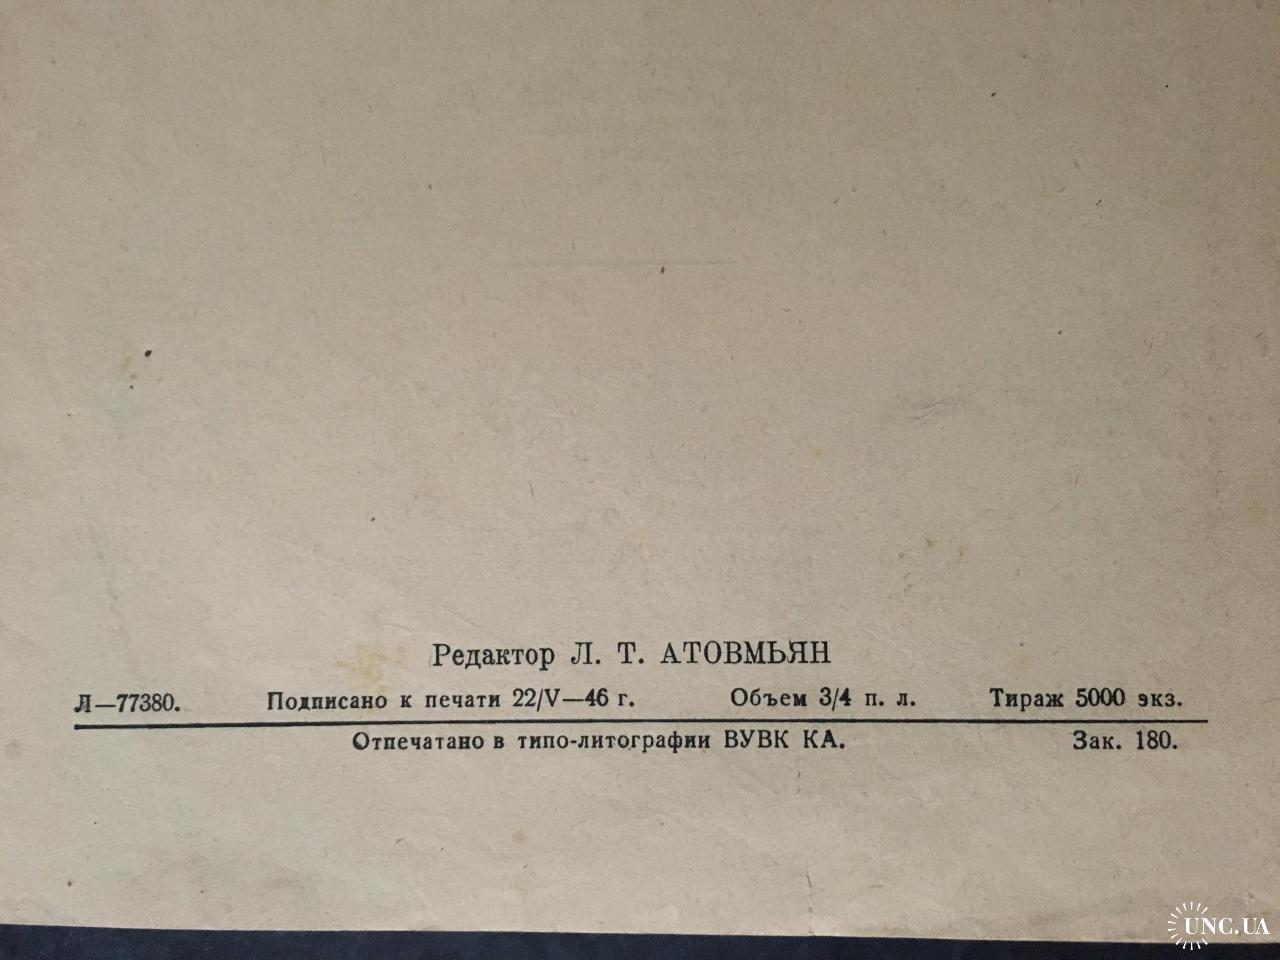 Редактор Л. Т. АТОВМЬЯН
Л—77380. Подписано к печати 22/V—46 г. Объем 3/4 п. л. Тираж 5000 экз.
Отпечатано в типо-литографии ВУВК КА. Зак. 180.
UNC.UA